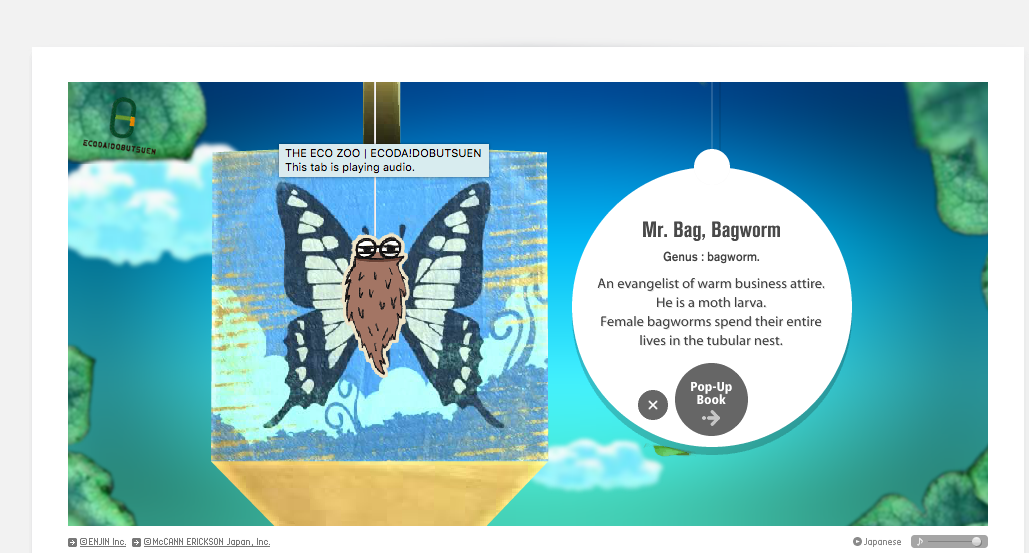 ECODA!DOBUTSUEN
THE ECO ZOO | ECODA!DOBUTSUEN
This tab is playing audio.
Mr. Bag, Bagworm
Genus : bagworm.
An evangelist of warm business attire.
He is a moth larva.
Female bagworms spend their entire
lives in the tubular nest.
Pop-Up
Book
©ENJIN Inc. ©McCANN ERICKSON Japan, Inc.
Japanese